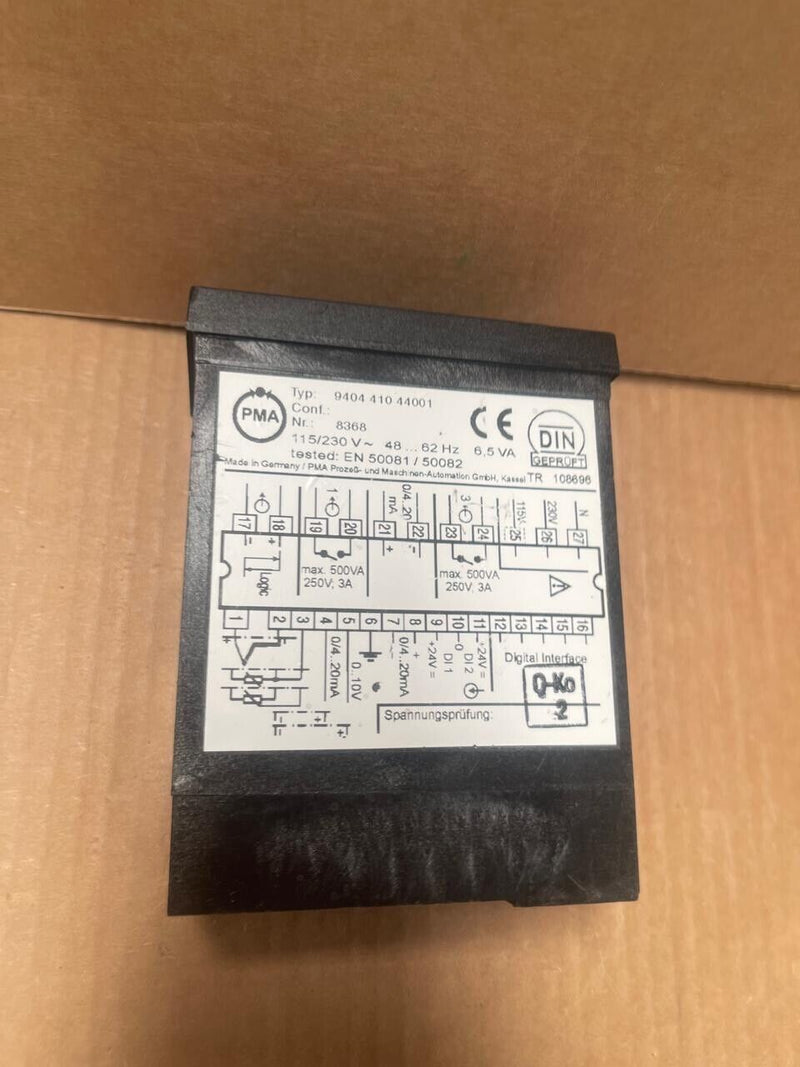 PMA
Typ: 9404 410 44001
Conf.:
Nr.: 8368
115/230 V~ 48 ... 62 Hz 6,5 VA
tested: EN 50081 / 50082
CE
DIN
GEPRÜFT
Made in Germany / PMA Prozeß- und Maschinen-Automation GmbH, Kassel TR 108696
1
0/4..20
mA
3
115V
230V
N
17 18 19 20 21 22 23 24 25 26 27
- + + -
Logic
max. 500VA
250V, 3A
max. 500VA
250V, 3A
1 2 3 4 5 6 7 8 9 10 11 12 13 14 15 16
0/4..20mA
0..10V
0/4..20mA
- +
+24V =
DI 1
0
DI 2
+24V =
Digital Interface
Q-Ko
2
Spannungsprüfung: